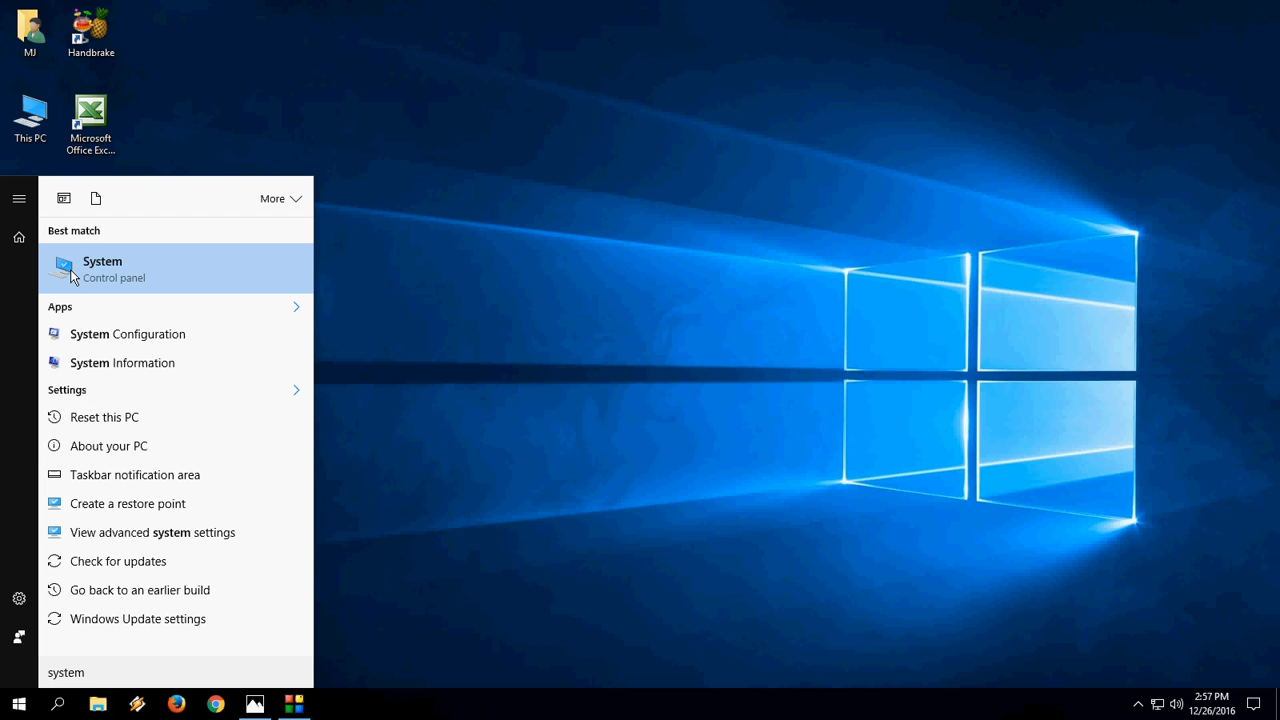 MJ
Handbrake
This PC
Microsoft
Office Exc...
More
Best match
System
Control panel
Apps
System Configuration
System Information
Settings
Reset this PC
About your PC
Taskbar notification area
Create a restore point
View advanced system settings
Check for updates
Go back to an earlier build
Windows Update settings
system
2:57 PM
12/26/2016